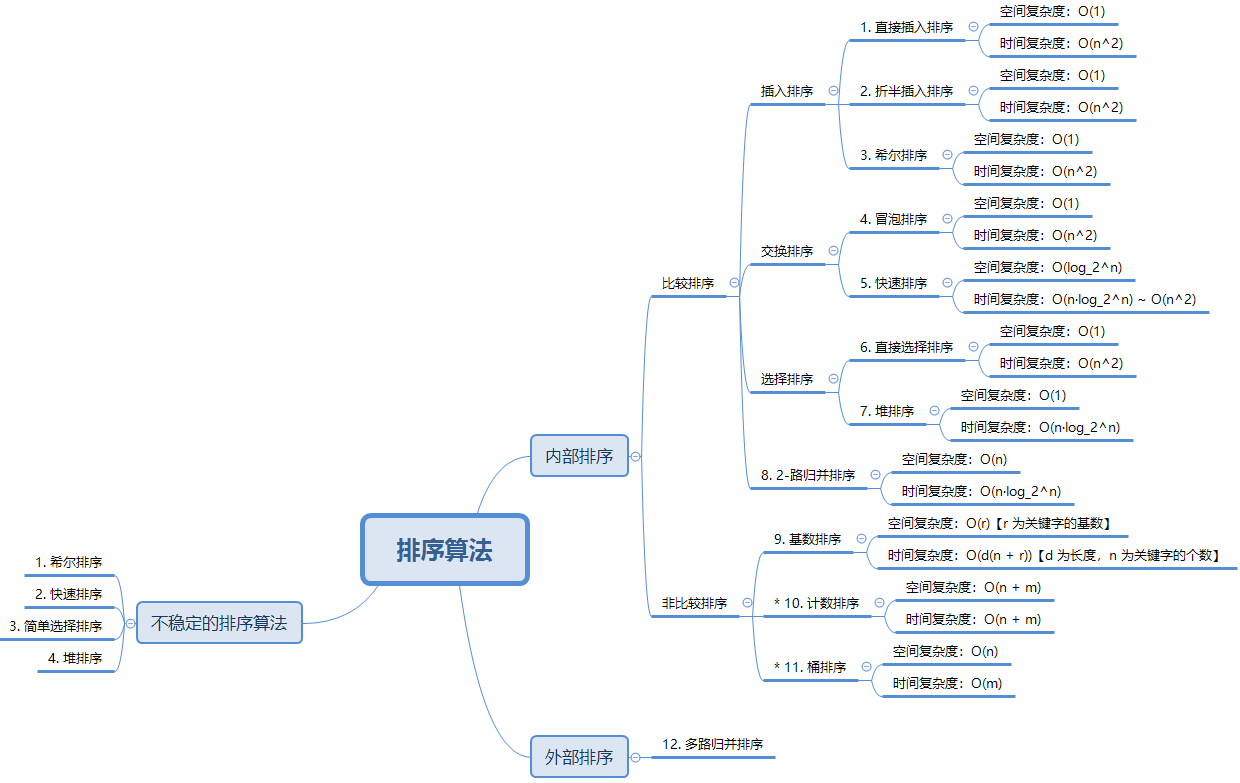 排序算法
内部排序
比较排序
插入排序
1. 直接插入排序
空间复杂度：O(1)
时间复杂度：O(n^2)
2. 折半插入排序
空间复杂度：O(1)
时间复杂度：O(n^2)
3. 希尔排序
空间复杂度：O(1)
时间复杂度：O(n^2)
交换排序
4. 冒泡排序
空间复杂度：O(1)
时间复杂度：O(n^2)
5. 快速排序
空间复杂度：O(log_2^n)
时间复杂度：O(n·log_2^n) ~ O(n^2)
选择排序
6. 直接选择排序
空间复杂度：O(1)
时间复杂度：O(n^2)
7. 堆排序
空间复杂度：O(1)
时间复杂度：O(n·log_2^n)
8. 2-路归并排序
空间复杂度：O(n)
时间复杂度：O(n·log_2^n)
非比较排序
9. 基数排序
空间复杂度：O(r)【r 为关键字的基数】
时间复杂度：O(d(n + r))【d 为长度，n 为关键字的个数】
* 10. 计数排序
空间复杂度：O(n + m)
时间复杂度：O(n + m)
* 11. 桶排序
空间复杂度：O(n)
时间复杂度：O(m)
外部排序
12. 多路归并排序
不稳定的排序算法
1. 希尔排序
2. 快速排序
3. 简单选择排序
4. 堆排序